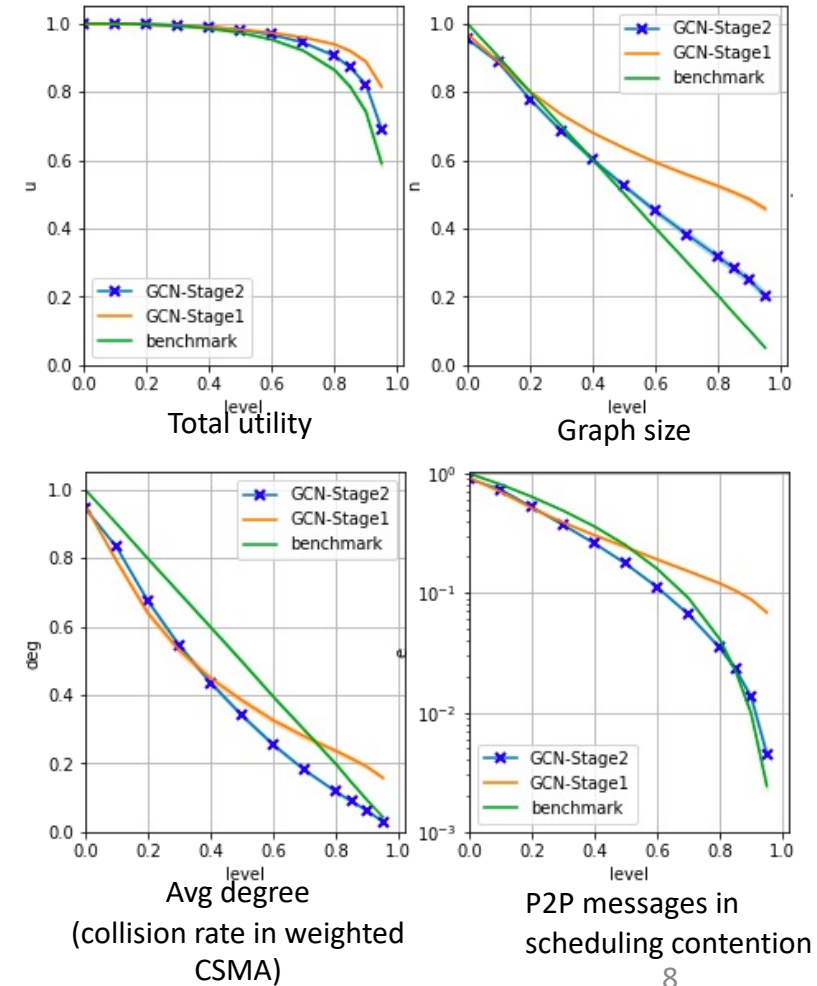 1.0
0.8
0.6
0.4
0.2
0.0
u
GCN-Stage2
GCN-Stage1
benchmark
0.0 0.2 0.4 0.6 0.8 1.0
level
Total utility
1.0
0.8
0.6
0.4
0.2
0.0
n
GCN-Stage2
GCN-Stage1
benchmark
0.0 0.2 0.4 0.6 0.8 1.0
level
Graph size
1.0
0.8
0.6
0.4
0.2
0.0
deg
GCN-Stage2
GCN-Stage1
benchmark
0.0 0.2 0.4 0.6 0.8 1.0
level
Avg degree
(collision rate in weighted
CSMA)
10⁰
10⁻¹
10⁻²
10⁻³
e
GCN-Stage2
GCN-Stage1
benchmark
0.0 0.2 0.4 0.6 0.8 1.0
level
P2P messages in
scheduling contention
8